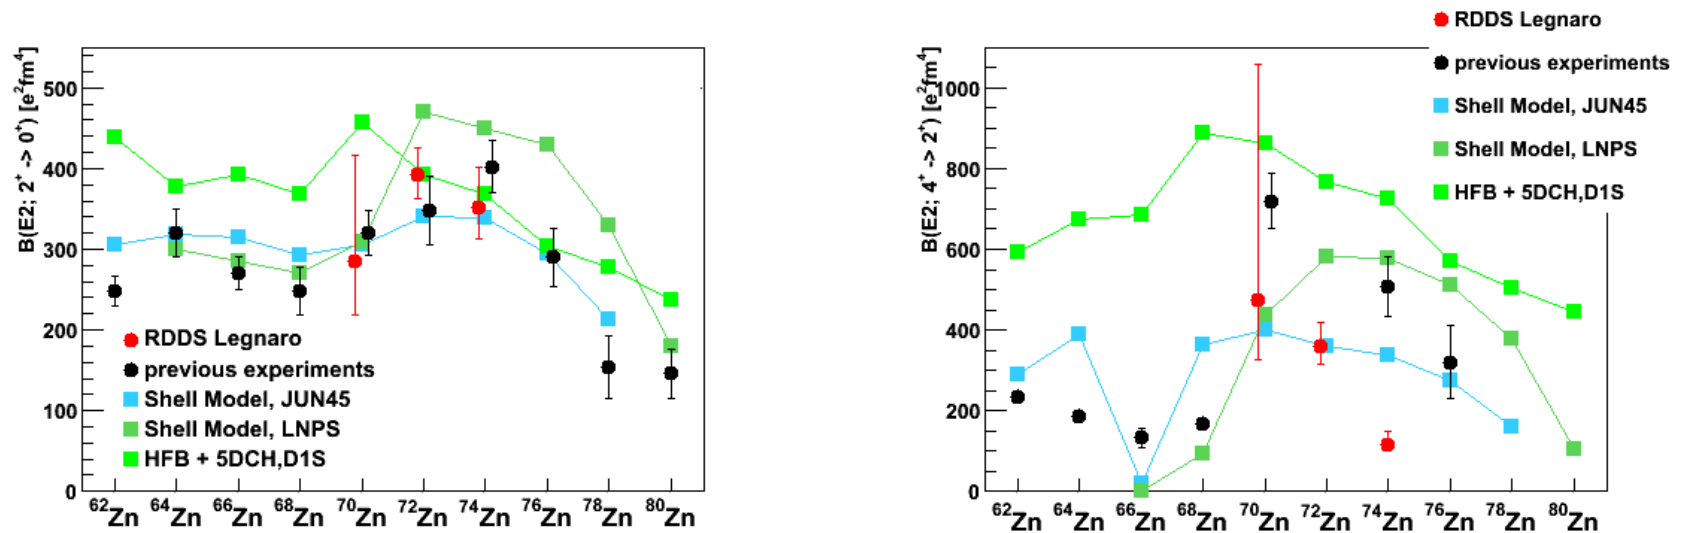 B(E2; 2⁺ -> 0⁺) [e²fm⁴]
500
400
300
200
100
0
RDDS Legnaro
previous experiments
Shell Model, JUN45
Shell Model, LNPS
HFB + 5DCH,D1S
⁶²Zn ⁶⁴Zn ⁶⁶Zn ⁶⁸Zn ⁷⁰Zn ⁷²Zn ⁷⁴Zn ⁷⁶Zn ⁷⁸Zn ⁸⁰Zn
B(E2; 4⁺ -> 2⁺) [e²fm⁴]
1000
800
600
400
200
0
RDDS Legnaro
previous experiments
Shell Model, JUN45
Shell Model, LNPS
HFB + 5DCH,D1S
⁶²Zn ⁶⁴Zn ⁶⁶Zn ⁶⁸Zn ⁷⁰Zn ⁷²Zn ⁷⁴Zn ⁷⁶Zn ⁷⁸Zn ⁸⁰Zn